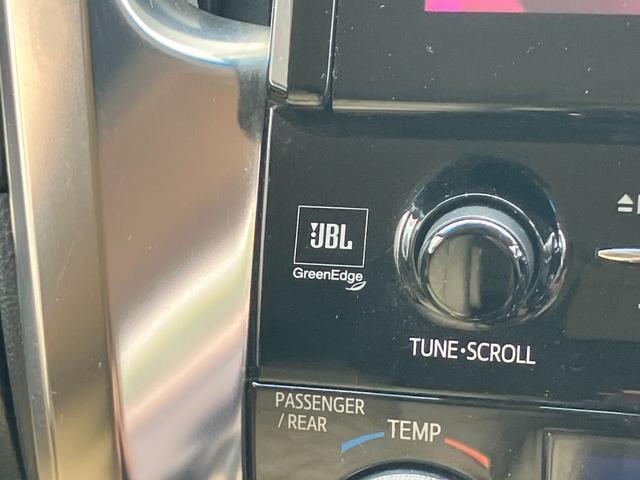 JBL
GreenEdge
TUNE·SCROLL
PASSENGER
/ REAR
TEMP